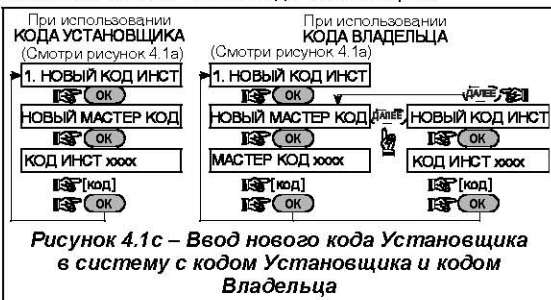 При использовании
КОДА УСТАНОВЩИКА
(Смотри рисунок 4.1а)
1. НОВЫЙ КОД ИНСТ
OK
НОВЫЙ МАСТЕР КОД
OK
КОД ИНСТ xxxx
[код]
OK
При использовании
КОДА ВЛАДЕЛЬЦА
(Смотри рисунок 4.1а)
1. НОВЫЙ КОД ИНСТ
OK
ДАЛЕЕ
НОВЫЙ МАСТЕР КОД
ДАЛЕЕ
НОВЫЙ КОД ИНСТ
OK
OK
МАСТЕР КОД xxxx
КОД ИНСТ xxxx
[код]
[код]
OK
OK
Рисунок 4.1с – Ввод нового кода Установщика
в систему с кодом Установщика и кодом
Владельца